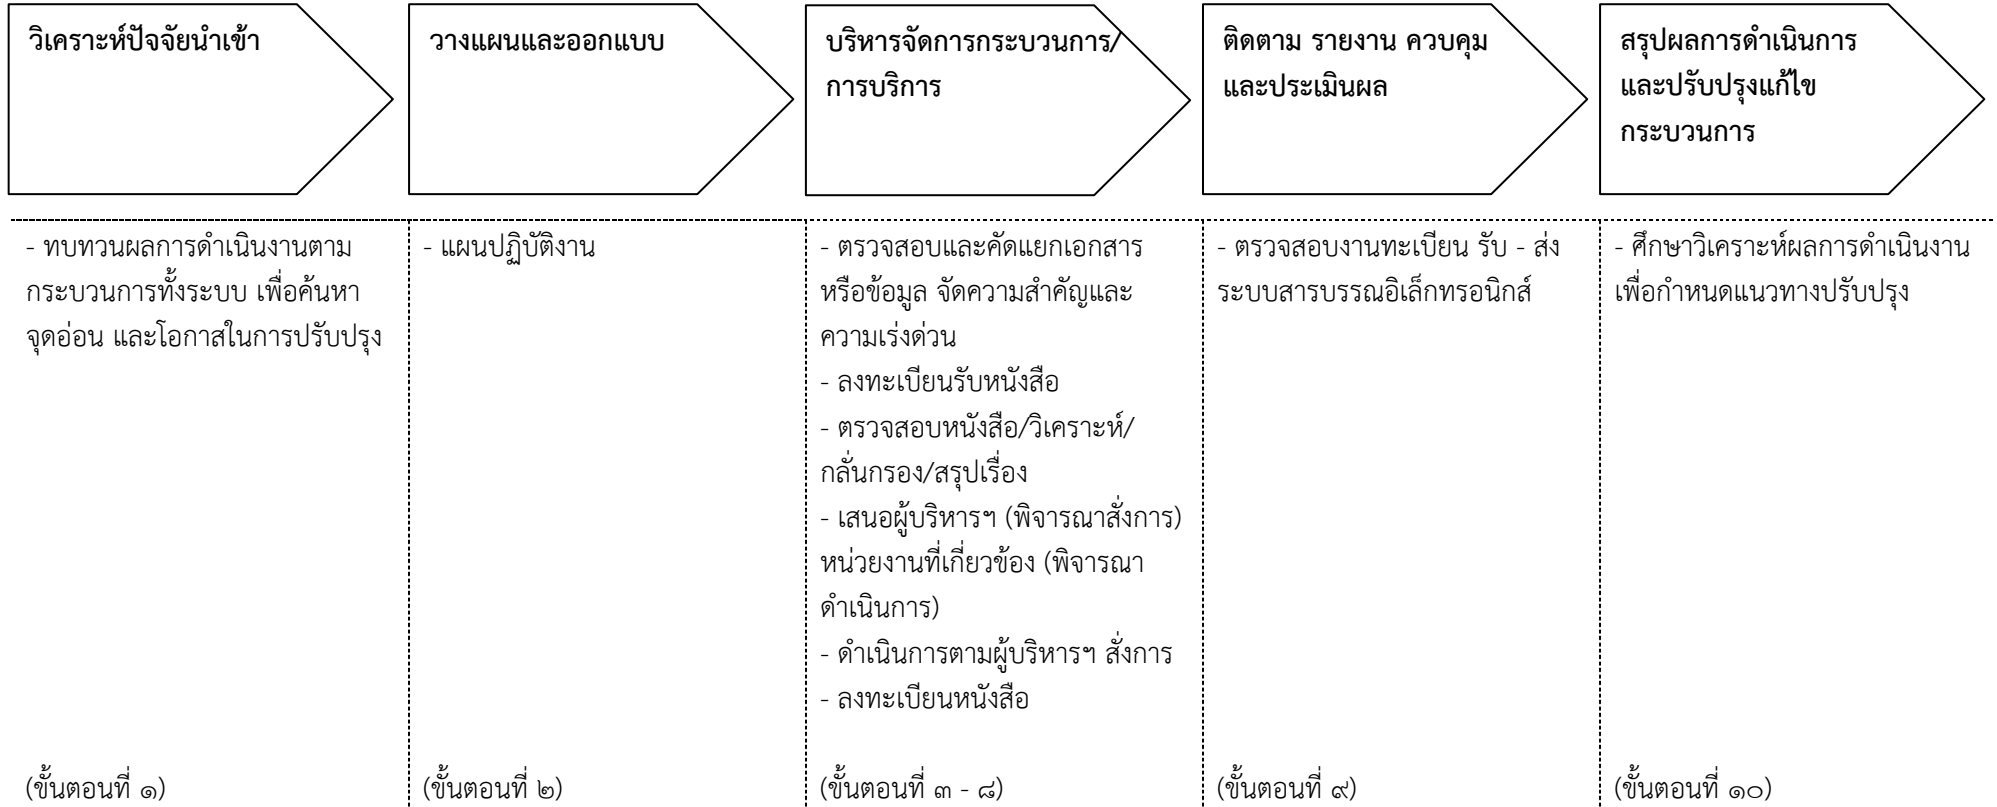 วิเคราะห์ปัจจัยนำเข้า
วางแผนและออกแบบ
บริหารจัดการกระบวนการ/
การบริการ
ติดตาม รายงาน ควบคุม
และประเมินผล
สรุปผลการดำเนินการ
และปรับปรุงแก้ไข
กระบวนการ
- ทบทวนผลการดำเนินงานตาม
กระบวนการทั้งระบบ เพื่อค้นหา
จุดอ่อน และโอกาสในการปรับปรุง
(ขั้นตอนที่ ๑)
- แผนปฏิบัติงาน
(ขั้นตอนที่ ๒)
- ตรวจสอบและคัดแยกเอกสาร
หรือข้อมูล จัดความสำคัญและ
ความเร่งด่วน
- ลงทะเบียนรับหนังสือ
- ตรวจสอบหนังสือ/วิเคราะห์/
กลั่นกรอง/สรุปเรื่อง
- เสนอผู้บริหารฯ (พิจารณาสั่งการ)
หน่วยงานที่เกี่ยวข้อง (พิจารณา
ดำเนินการ)
- ดำเนินการตามผู้บริหารฯ สั่งการ
- ลงทะเบียนหนังสือ
(ขั้นตอนที่ ๓ - ๘)
- ตรวจสอบงานทะเบียน รับ - ส่ง
ระบบสารบรรณอิเล็กทรอนิกส์
(ขั้นตอนที่ ๙)
- ศึกษาวิเคราะห์ผลการดำเนินงาน
เพื่อกำหนดแนวทางปรับปรุง
(ขั้นตอนที่ ๑๐)